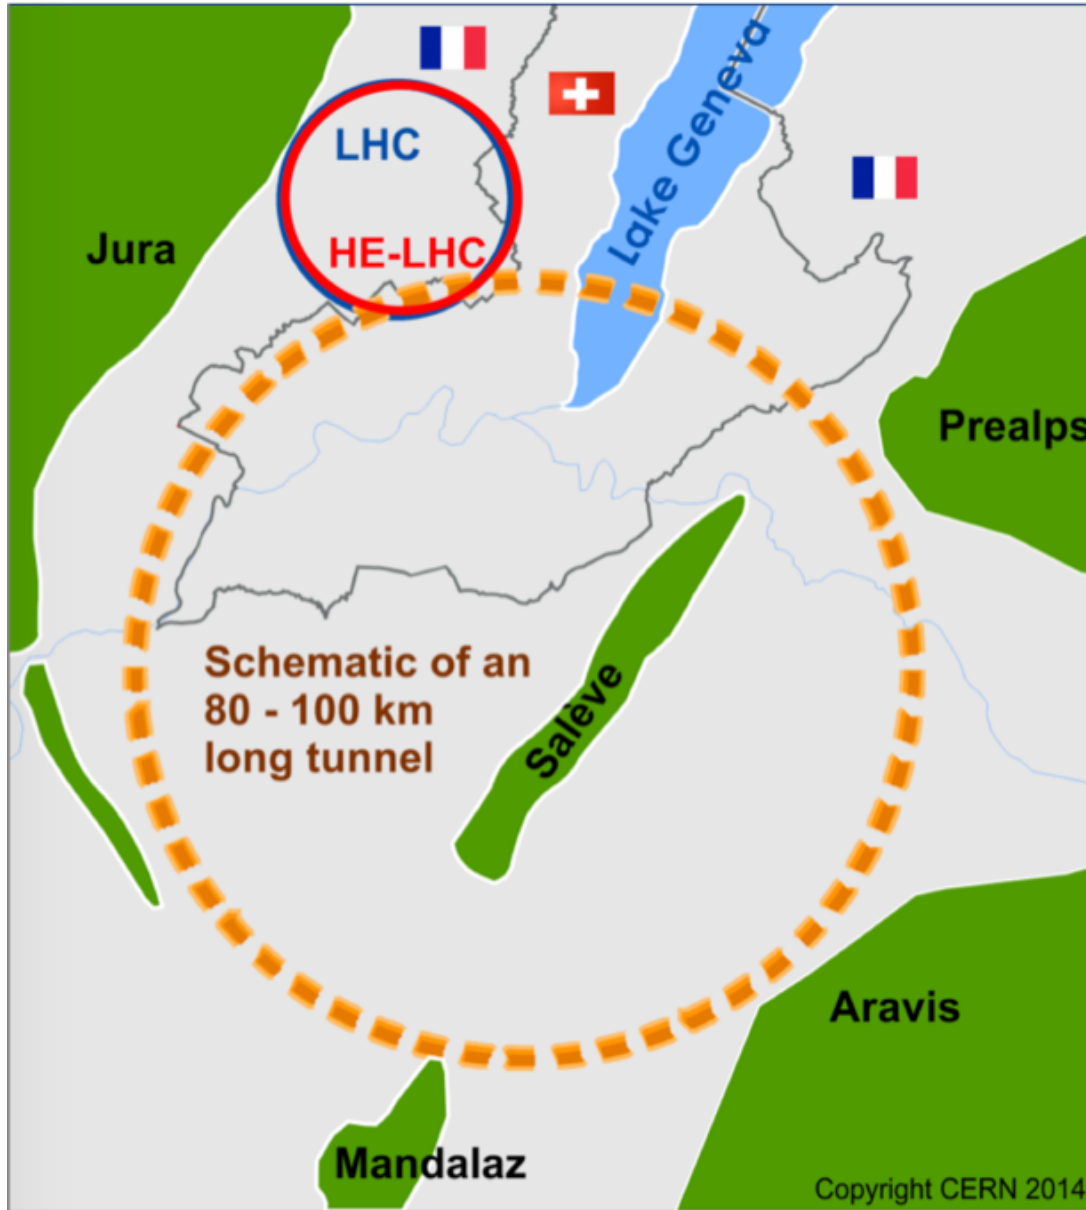 LHC
Lake Geneva
Jura
HE-LHC
Prealps
Schematic of an
80 - 100 km
long tunnel
Salève
Aravis
Mandalaz
Copyright CERN 2014